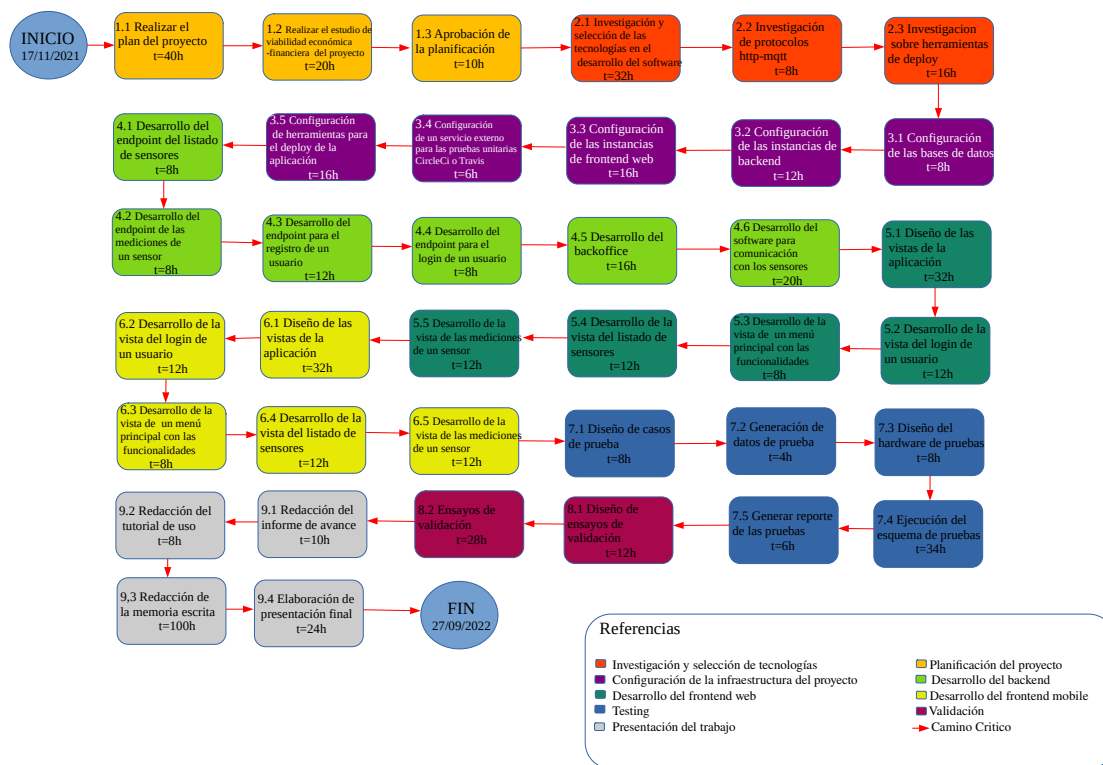 INICIO
17/11/2021
1.1 Realizar el
plan del proyecto
t=40h
1.2 Realizar el estudio de
viabilidad económica
-financiera del proyecto
t=20h
1.3 Aprobación de
la planificación
t=10h
2.1 Investigación y
selección de las
tecnologías en el
desarrollo del software
t=32h
2.2 Investigación
de protocolos
http-mqtt
t=8h
2.3 Investigacion
sobre herramientas
de deploy
t=16h
4.1 Desarrollo del
endpoint del listado
de sensores
t=8h
3.5 Configuración
de herramientas para
el deploy de la
aplicación
t=16h
3.4 Configuración
de un servicio externo
para las pruebas unitarias
CircleCi o Travis
t=6h
3.3 Configuración
de las instancias
de frontend web
t=16h
3.2 Configuración
de las instancias de
backend
t=12h
3.1 Configuración
de las bases de datos
t=8h
4.2 Desarrollo del
endpoint de las
mediciones de
un sensor
t=8h
4.3 Desarrollo del
endpoint para el
registro de un
usuario
t=12h
4.4 Desarrollo del
endpoint para el
login de un usuario
t=8h
4.5 Desarrollo del
backoffice
t=16h
4.6 Desarrollo del
software para
comunicación
con los sensores
t=20h
5.1 Diseño de las
vistas de la
aplicación
t=32h
6.2 Desarrollo de la
vista del login de
un usuario
t=12h
6.1 Diseño de las
vistas de la
aplicación
t=32h
5.5 Desarrollo de la
vista de las mediciones
de un sensor
t=12h
5.4 Desarrollo de la
vista del listado de
sensores
t=12h
5.3 Desarrollo de la
vista de un menú
principal con las
funcionalidades
t=8h
5.2 Desarrollo de la
vista del login de
un usuario
t=12h
6.3 Desarrollo de la
vista de un menú
principal con las
funcionalidades
t=8h
6.4 Desarrollo de la
vista del listado de
sensores
t=12h
6.5 Desarrollo de la
vista de las mediciones
de un sensor
t=12h
7.1 Diseño de casos
de prueba
t=8h
7.2 Generación de
datos de prueba
t=4h
7.3 Diseño del
hardware de pruebas
t=8h
9.2 Redacción del
tutorial de uso
t=8h
9.1 Redacción del
informe de avance
t=10h
8.2 Ensayos de
validación
t=28h
8.1 Diseño de
ensayos de
validación
t=12h
7.5 Generar reporte
de las pruebas
t=6h
7.4 Ejecución del
esquema de pruebas
t=34h
9,3 Redacción de
la memoria escrita
t=100h
9.4 Elaboración de
presentación final
t=24h
FIN
27/09/2022
Referencias
Investigación y selección de tecnologías
Planificación del proyecto
Configuración de la infraestructura del proyecto
Desarrollo del backend
Desarrollo del frontend web
Desarrollo del frontend mobile
Testing
Validación
Presentación del trabajo
Camino Critico